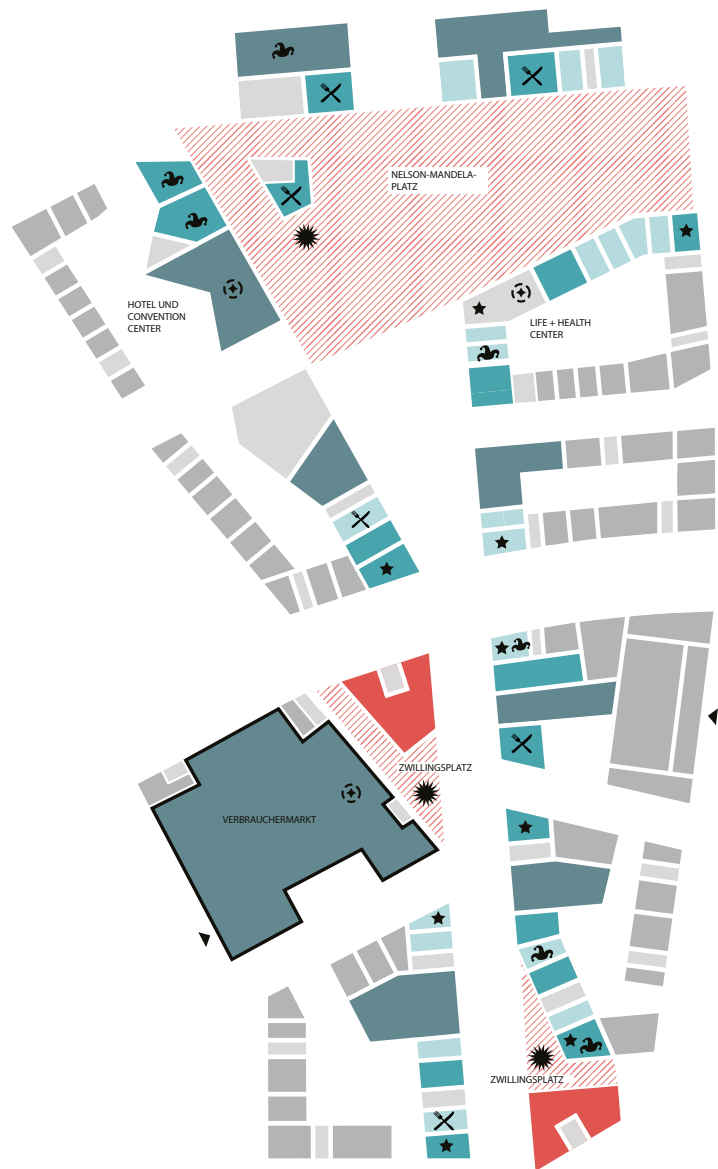 NELSON-MANDELA-
PLATZ
HOTEL UND
CONVENTION
CENTER
LIFE + HEALTH
CENTER
ZWILLINGSPLATZ
VERBRAUCHERMARKT
ZWILLINGSPLATZ